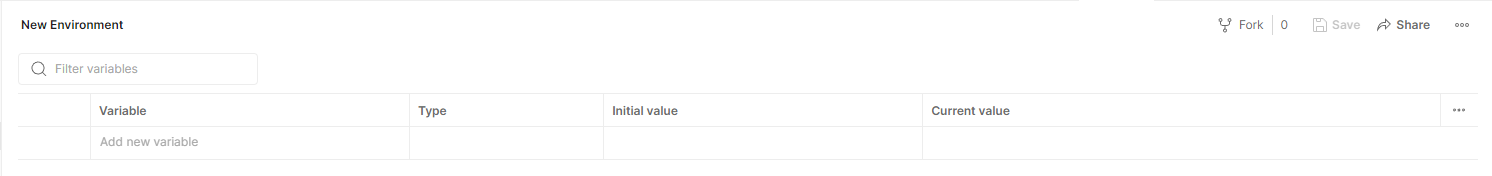 New Environment Fork 0 Save Share
Filter variables
Variable Type Initial value Current value
Add new variable